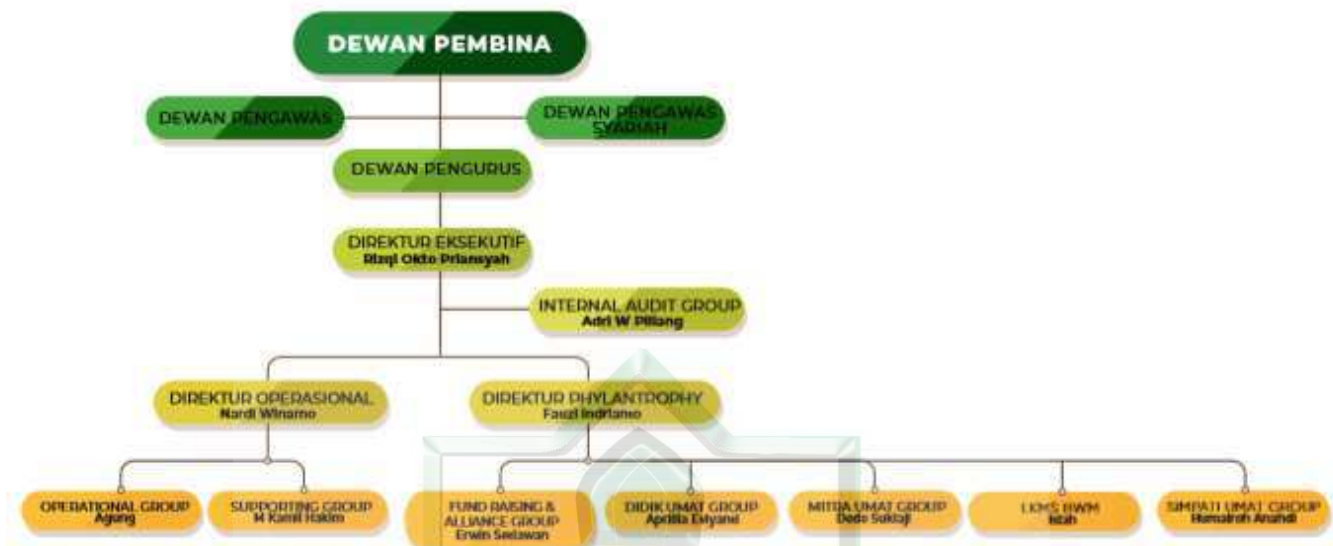 DEWAN PEMBINA
DEWAN PENGAWAS
DEWAN PENGAWAS
SYARIAH
DEWAN PENGURUS
DIREKTUR EKSEKUTIF
Rizqi Okto Priansyah
INTERNAL AUDIT GROUP
Adri W Piliang
DIREKTUR OPERASIONAL
Nardi Winarno
DIREKTUR PHYLANTROPHY
Fauzi Indrianto
OPERATIONAL GROUP
Agung
SUPPORTING GROUP
M Kamil Hakim
FUND RAISING &
ALLIANCE GROUP
Erwin Setiawan
DIDIK UMAT GROUP
Aprillia
MITRA UMAT GROUP
Dede
LKMS BWM
SIMPATI UMAT GROUP
Humairoh